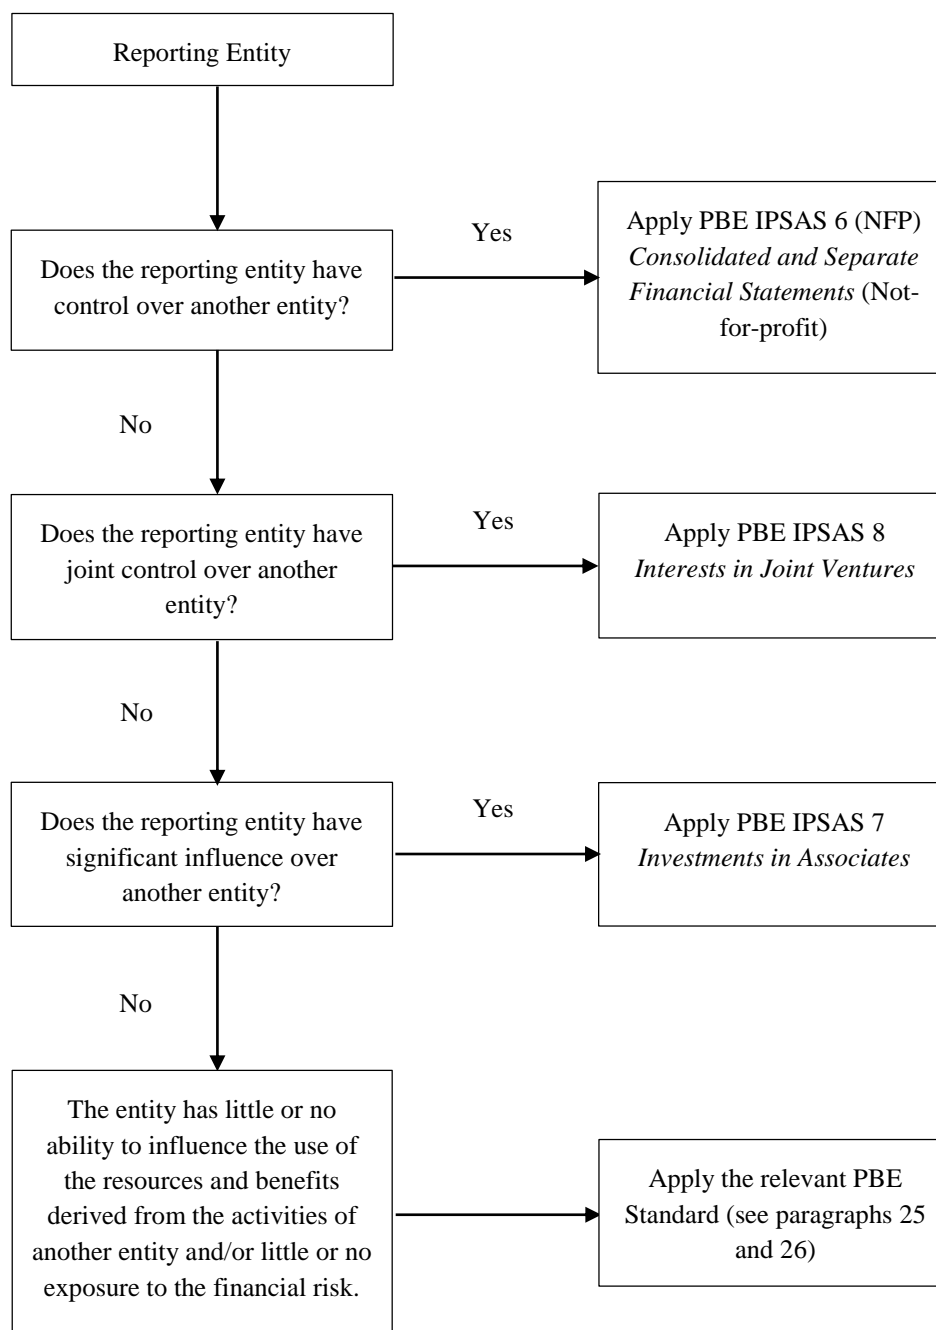 Reporting Entity
Does the reporting entity have
control over another entity?
Yes
Apply PBE IPSAS 6 (NFP)
Consolidated and Separate
Financial Statements (Not-
for-profit)
No
Does the reporting entity have
joint control over another
entity?
Yes
Apply PBE IPSAS 8
Interests in Joint Ventures
No
Does the reporting entity have
significant influence over
another entity?
Yes
Apply PBE IPSAS 7
Investments in Associates
No
The entity has little or no
ability to influence the use of
the resources and benefits
derived from the activities of
another entity and/or little or no
exposure to the financial risk.
Apply the relevant PBE
Standard (see paragraphs 25
and 26)